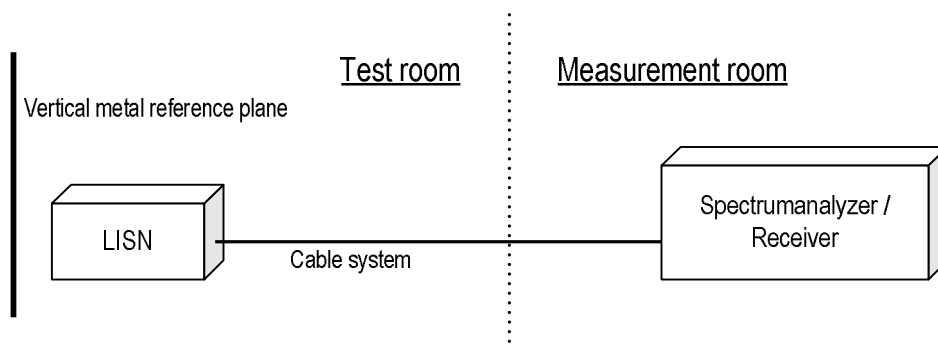 Test room
Measurement room
Vertical metal reference plane
LISN
Cable system
Spectrumanalyzer /
Receiver